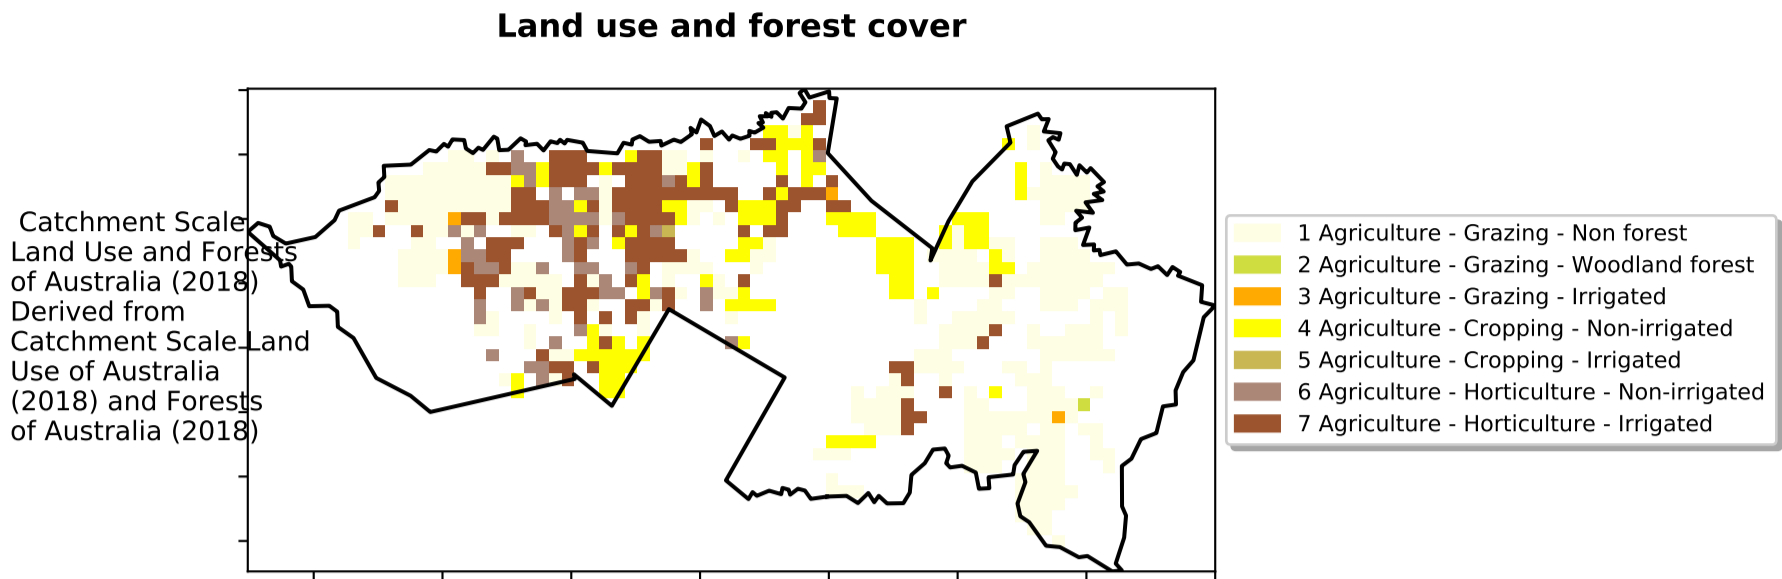 Land use and forest cover
Catchment Scale
Land Use and Forests
of Australia (2018)
Derived from
Catchment Scale Land
Use of Australia
(2018) and Forests
of Australia (2018)
1 Agriculture - Grazing - Non forest
2 Agriculture - Grazing - Woodland forest
3 Agriculture - Grazing - Irrigated
4 Agriculture - Cropping - Non-irrigated
5 Agriculture - Cropping - Irrigated
6 Agriculture - Horticulture - Non-irrigated
7 Agriculture - Horticulture - Irrigated